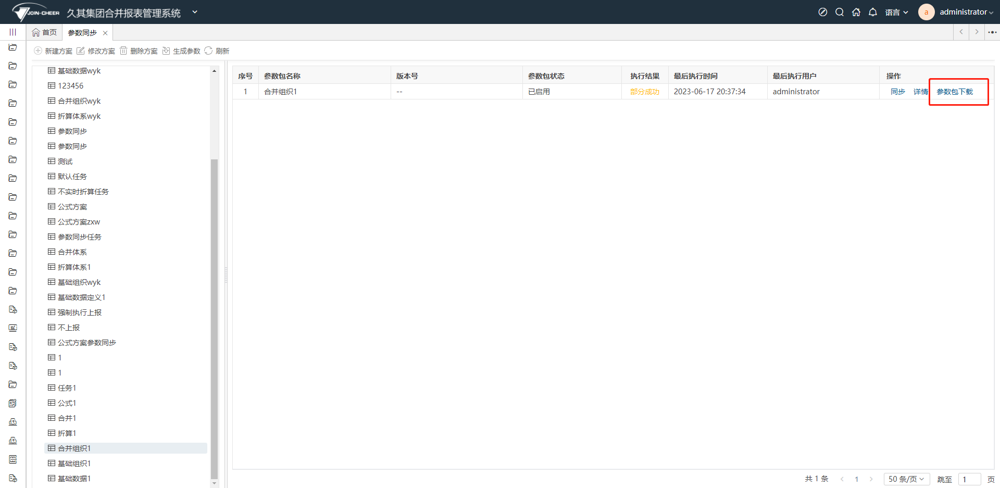 JOIN-CHEER 久其集团合并报表管理系统 语言 a administrator
首页 参数同步
新建方案 修改方案 删除方案 生成参数 刷新
基础数据wyk
123456
合并组织wyk
折算体系wyk
参数同步
参数同步
测试
默认任务
不实时折算任务
公式方案
公式方案zxw
参数同步任务
合并体系
折算体系1
基础组织wyk
基础数据定义1
强制执行上报
不上报
公式方案参数同步
1
1
任务1
公式1
合并1
折算1
合并组织1
基础组织1
基础数据1
序号 参数包名称 版本号 参数包状态 执行结果 最后执行时间 最后执行用户 操作
1 合并组织1 -- 已启用 部分成功 2023-06-17 20:37:34 administrator 同步 详情 参数包下载
共 1 条 1 50 条/页 跳至 1 页